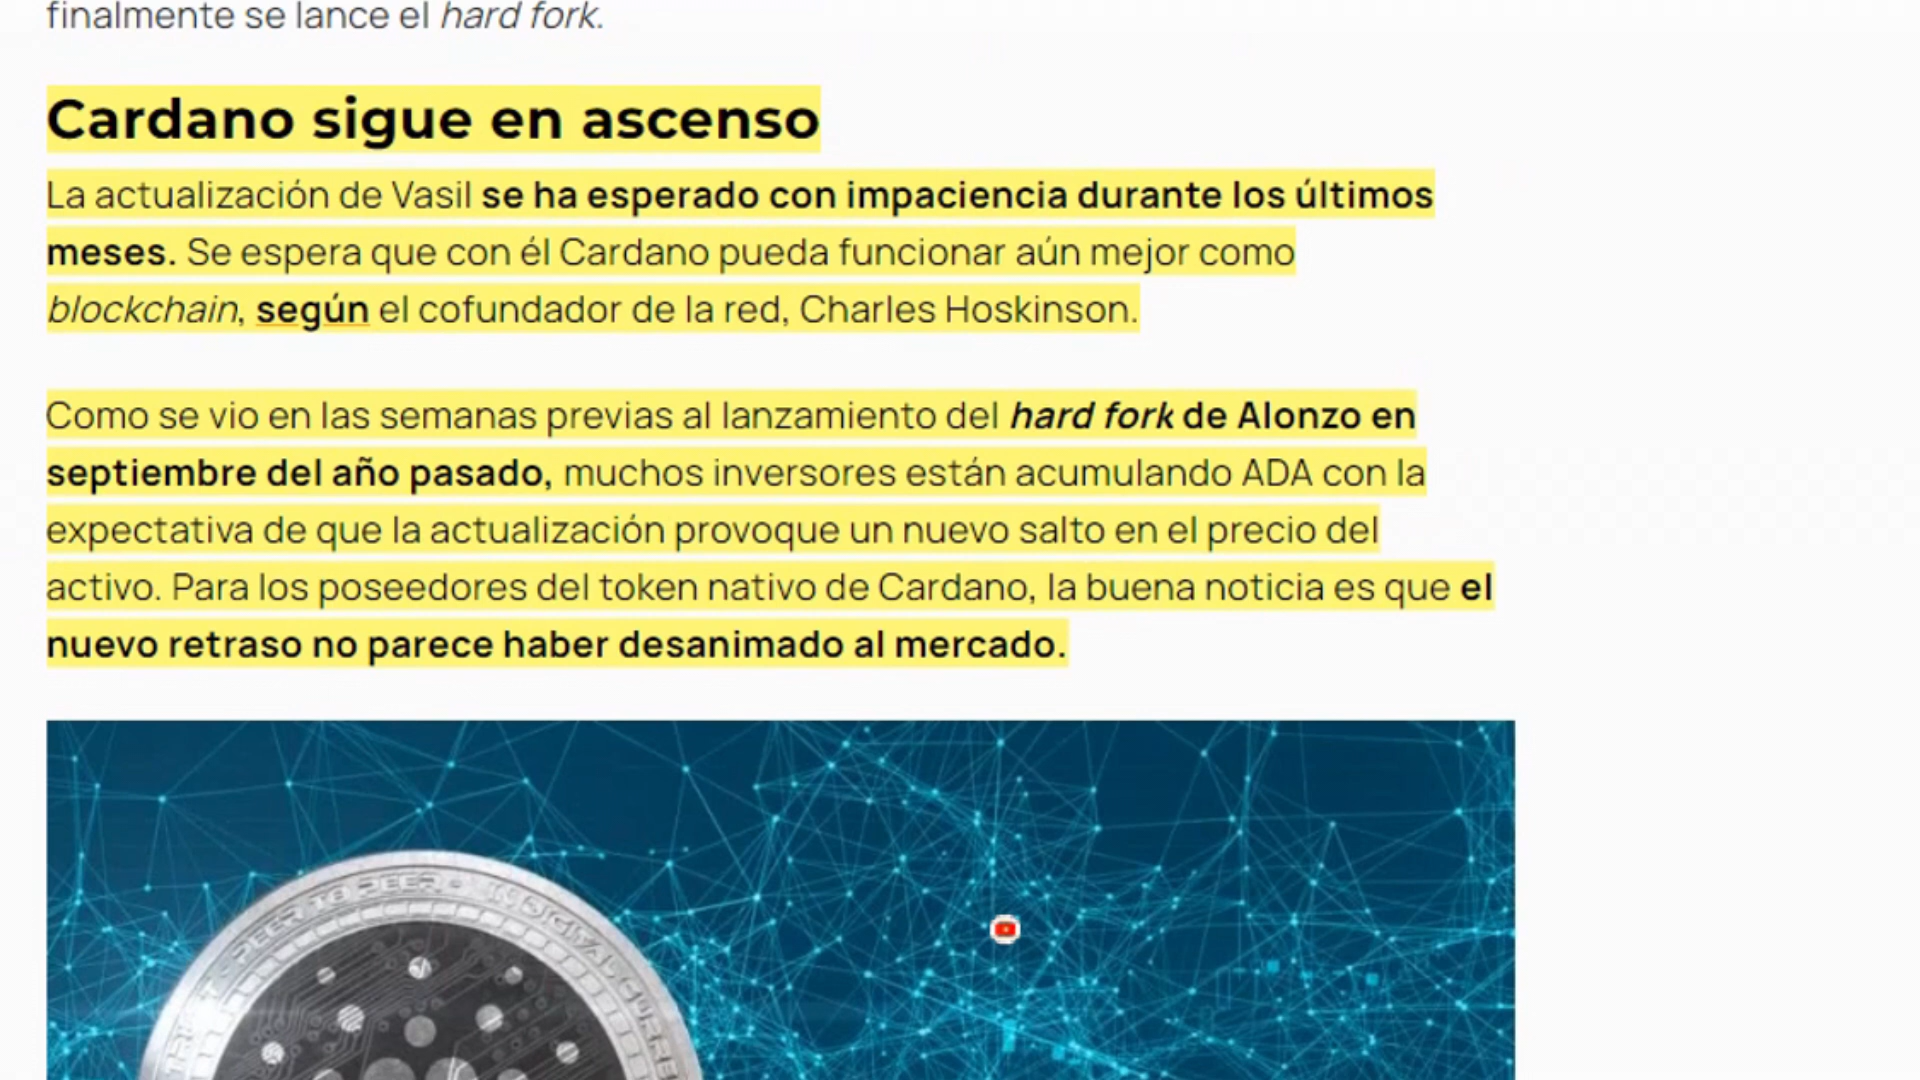 finalmente se lance el hard fork.
Cardano sigue en ascenso
La actualización de Vasil se ha esperado con impaciencia durante los últimos
meses. Se espera que con él Cardano pueda funcionar aún mejor como
blockchain, según el cofundador de la red, Charles Hoskinson.
Como se vio en las semanas previas al lanzamiento del hard fork de Alonzo en
septiembre del año pasado, muchos inversores están acumulando ADA con la
expectativa de que la actualización provoque un nuevo salto en el precio del
activo. Para los poseedores del token nativo de Cardano, la buena noticia es que el
nuevo retraso no parece haber desanimado al mercado.
PEER TO PEER